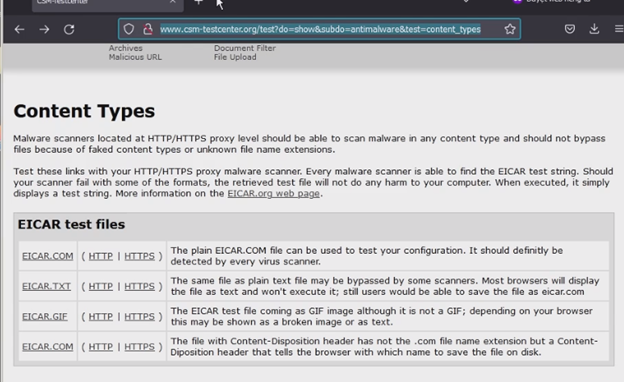 CSM-Testcenter
www.csm-testcenter.org/test?do=show&subdo=antimalware&test=content_types
Archives Document Filter
Malicious URL File Upload
Content Types
Malware scanners located at HTTP/HTTPS proxy level should be able to scan malware in any content type and should not bypass
files because of faked content types or unknown file name extensions.
Test these links with your HTTP/HTTPS proxy malware scanner. Every malware scanner is able to find the EICAR test string. Should
your scanner fail with some of the formats, the retrieved test file will not do any harm to your computer. When executed, it simply
displays a test string. More information on the EICAR.org web page.
EICAR test files
EICAR.COM ( HTTP | HTTPS ) The plain EICAR.COM file can be used to test your configuration. It should definitly be
detected by every virus scanner.
EICAR.TXT ( HTTP | HTTPS ) The same file as plain text file may be bypassed by some scanners. Most browsers will display
the file as text and won't execute it; still users would be able to save the file as eicar.com
EICAR.GIF ( HTTP | HTTPS ) The EICAR test file coming as GIF image although it is not a GIF; depending on your browser
this may be shown as a broken image or as text.
EICAR.COM ( HTTP | HTTPS ) The file with Content-Disposition header has not the .com file name extension but a Content-
Diposition header that tells the browser with which name to save the file on disk.